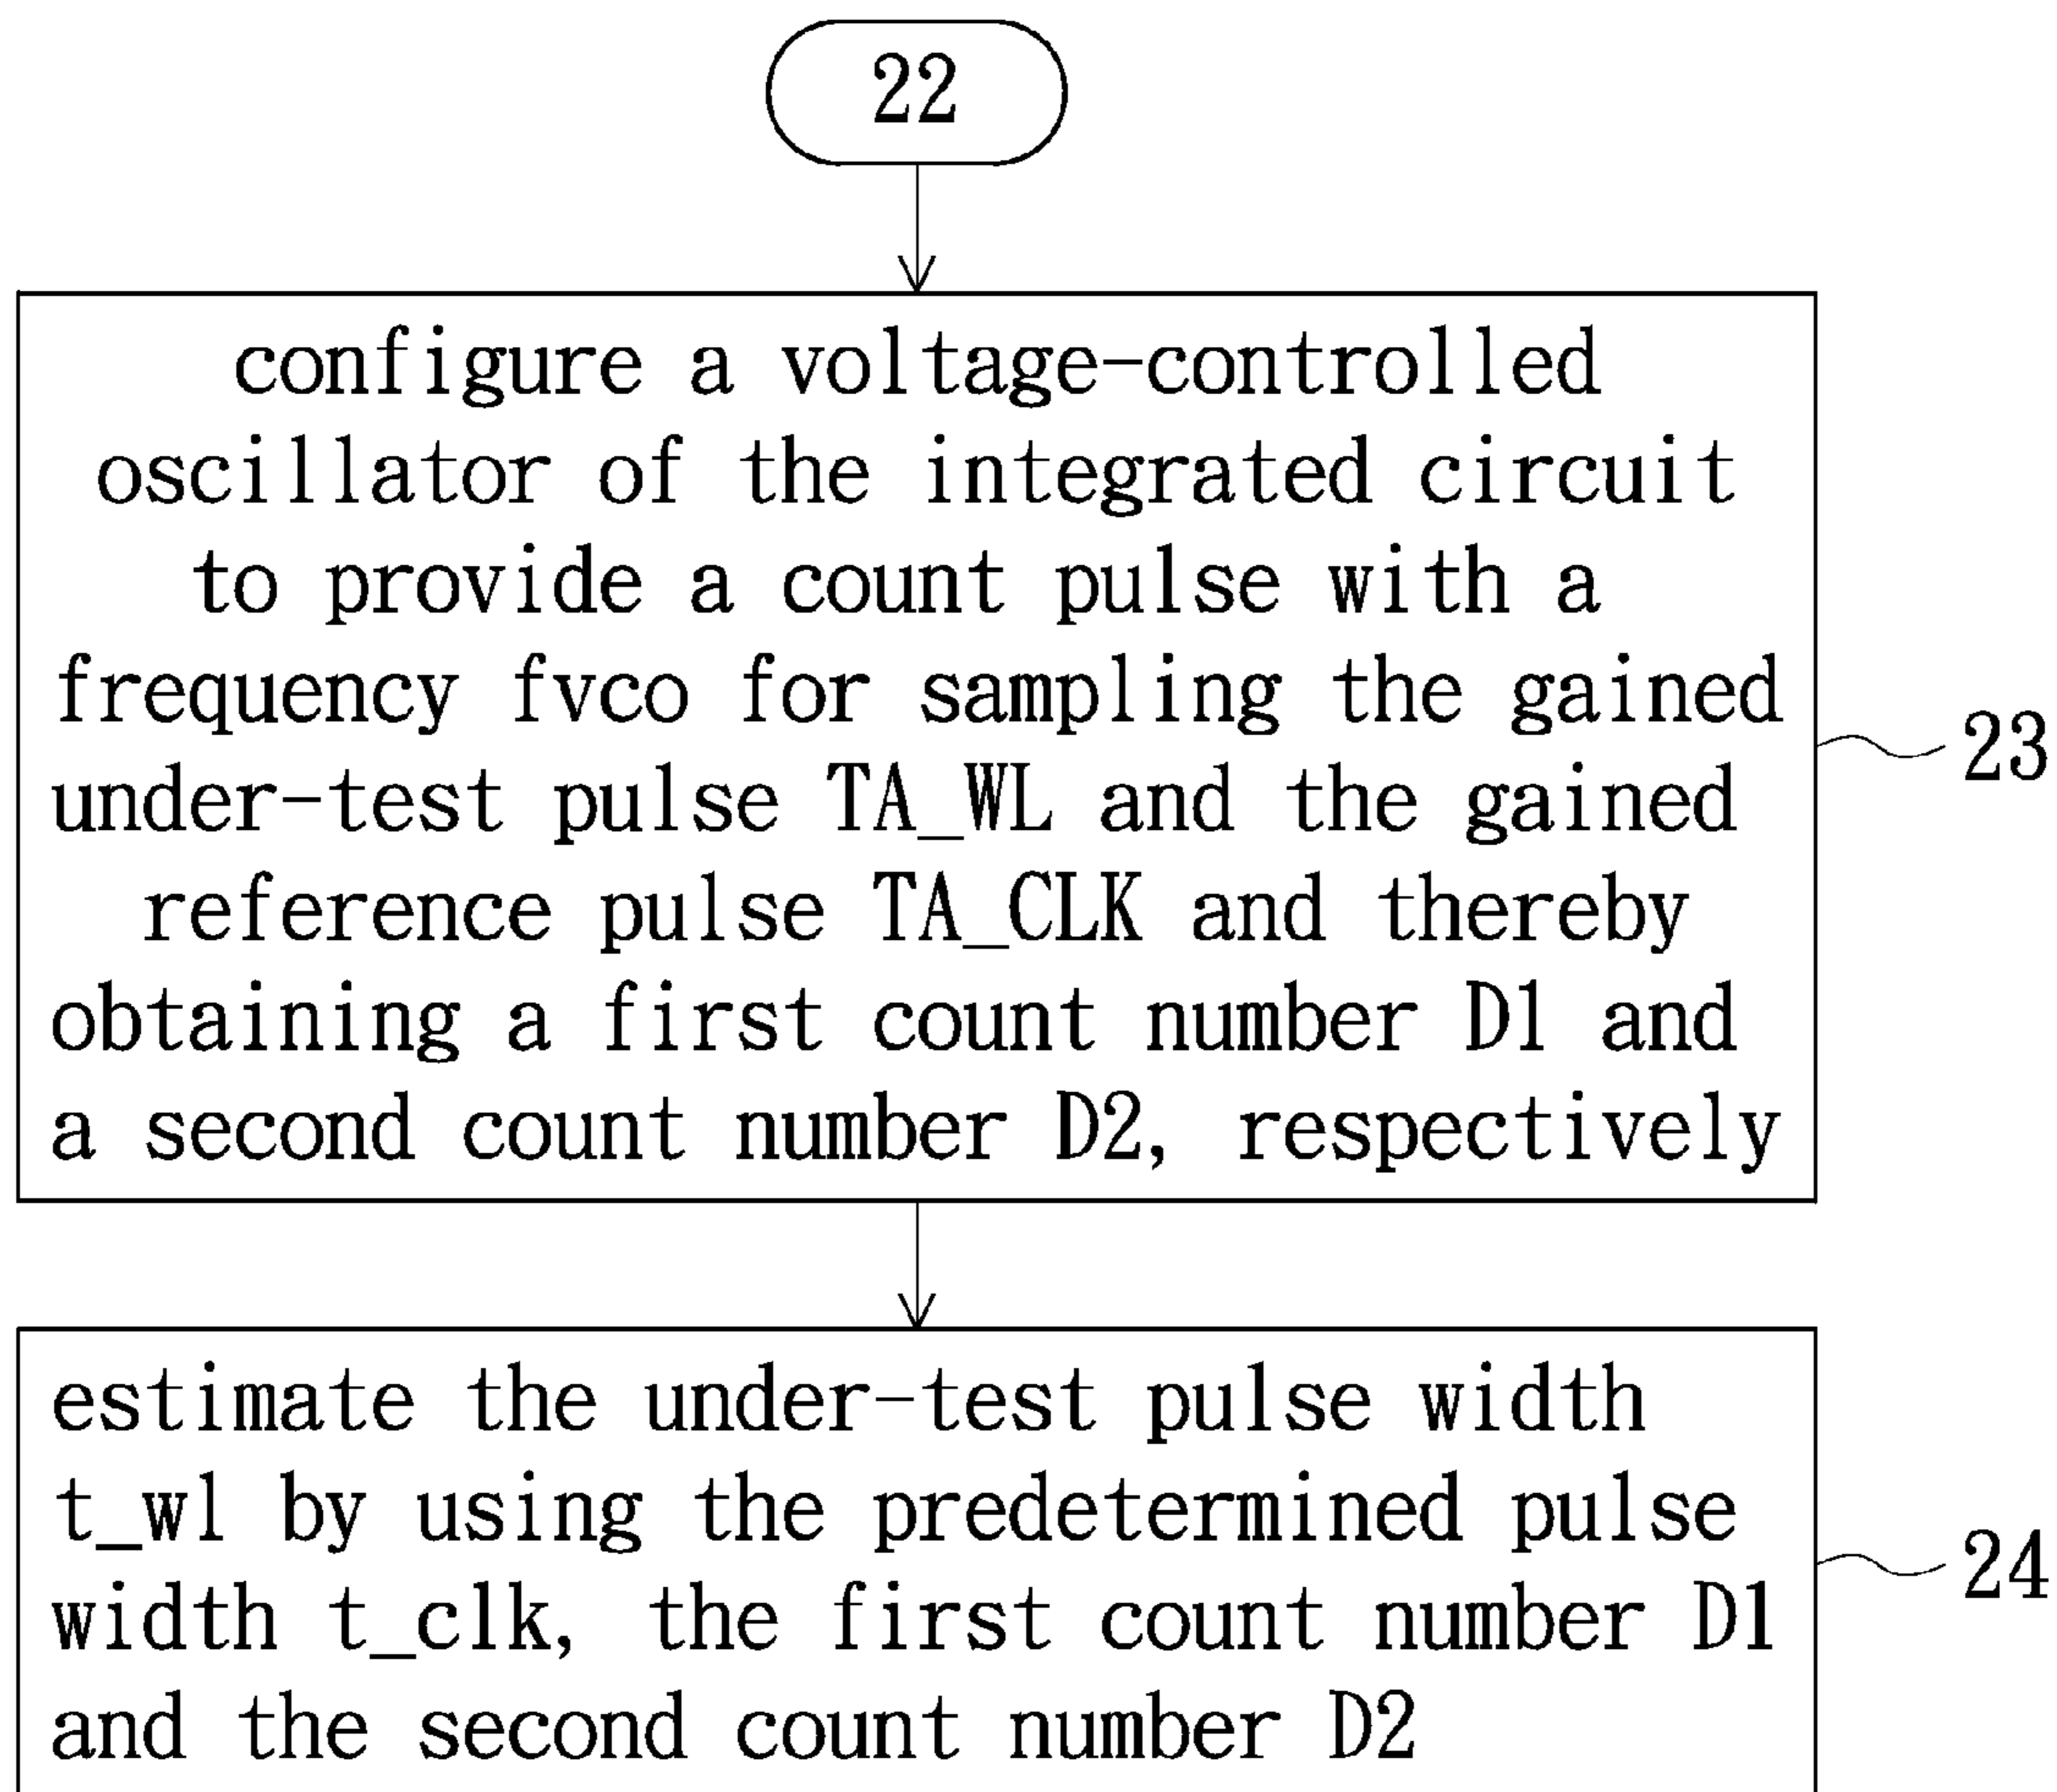 22
configure a voltage-controlled
oscillator of the integrated circuit
to provide a count pulse with a
frequency fvco for sampling the gained
under-test pulse TA_WL and the gained
reference pulse TA_CLK and thereby
obtaining a first count number D1 and
a second count number D2, respectively
23
estimate the under-test pulse width
t_wl by using the predetermined pulse
width t_clk, the first count number D1
and the second count number D2
24